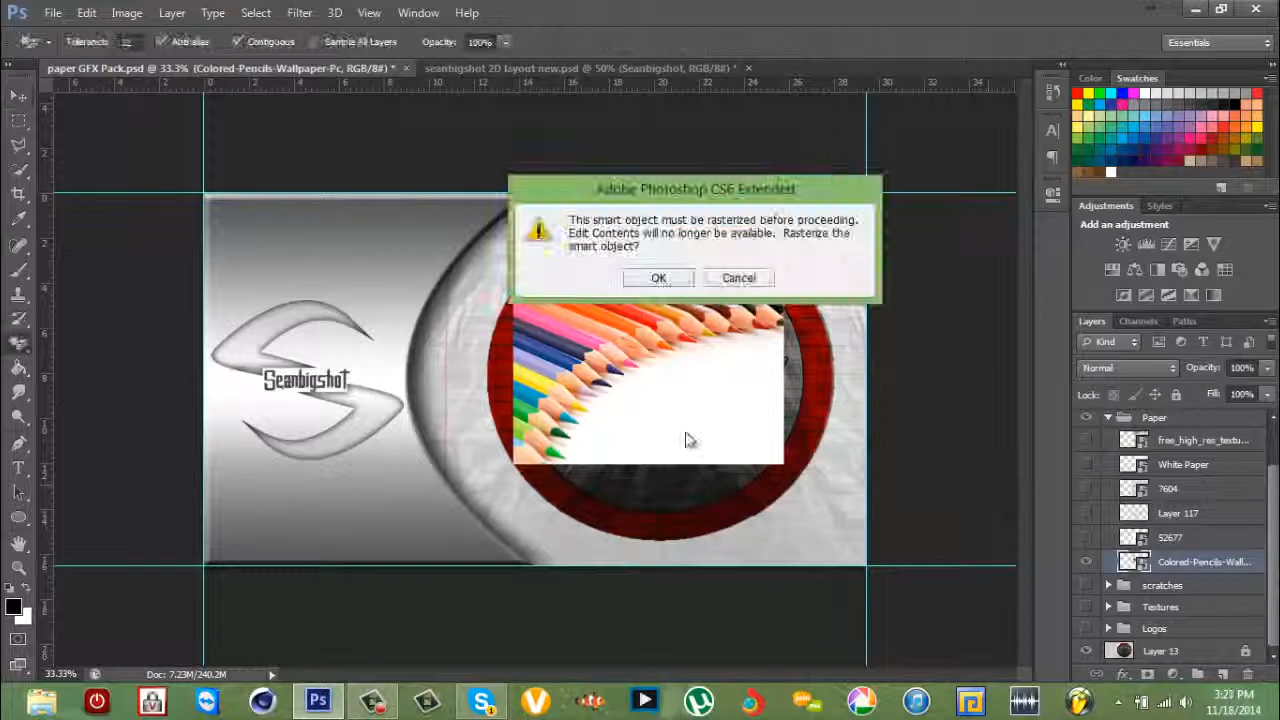 Ps File Edit Image Layer Type Select Filter 3D View Window Help
Tolerance: Anti-alias Contiguous Sample All Layers Opacity: 100% Essentials
paper GFX Pack.psd @ 33.3% (Colored-Pencils-Wallpaper-Pc, RGB/8#) * × seanbigshot 2D layout new.psd @ 50% (Seanbigshot, RGB/8#) * ×
Color Swatches
Adobe Photoshop CS6 Extended
This smart object must be rasterized before proceeding.
Edit Contents will no longer be available. Rasterize the
smart object?
OK Cancel
Seanbigshot
Adjustments Styles
Add an adjustment
Layers Channels Paths
Kind
Normal Opacity: 100%
Lock: Fill: 100%
Paper
free_high_res_textu...
White Paper
7604
Layer 117
52677
Colored-Pencils-Wall...
scratches
Textures
Logos
Layer 13
33.33% Doc: 7.23M/240.2M
3:21 PM
11/18/2014